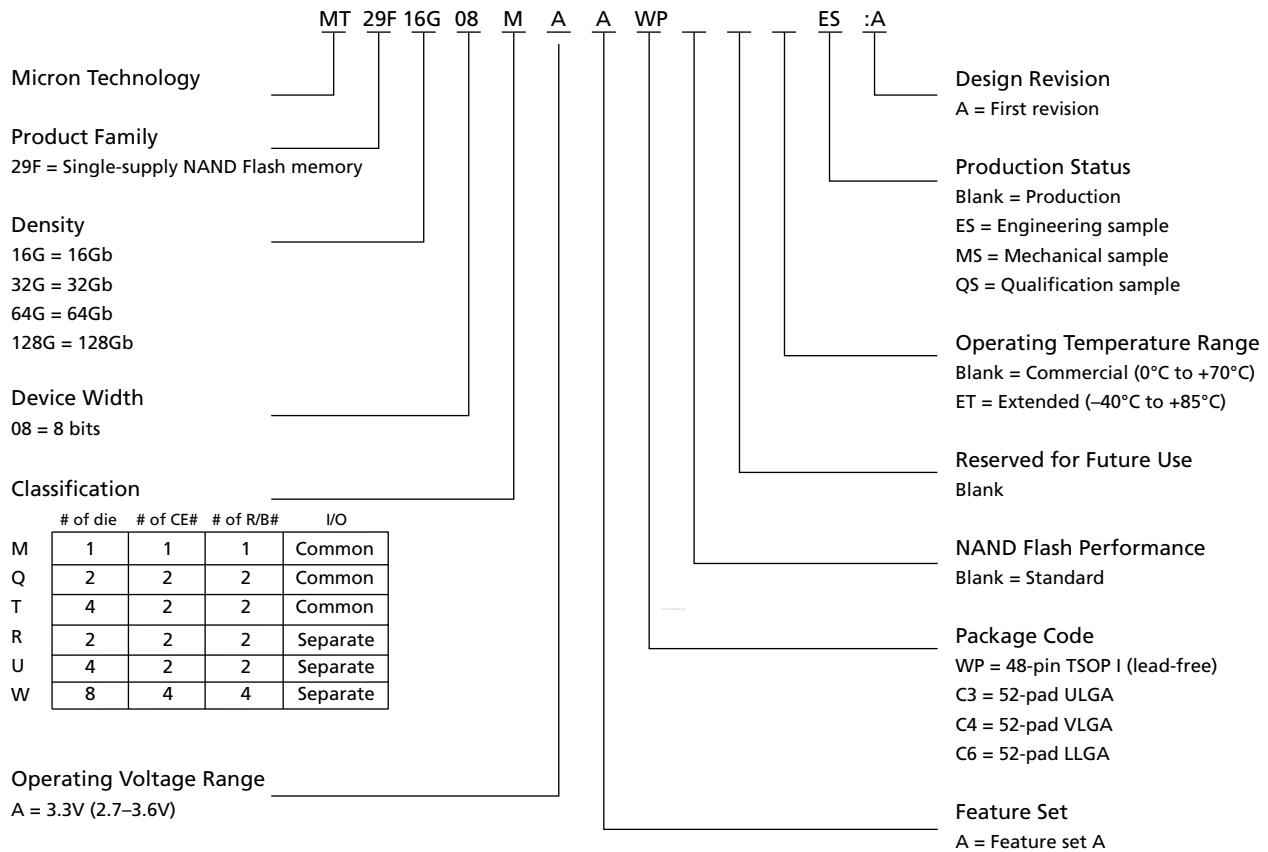 MT 29F 16G 08 M A A WP ES :A
Micron Technology
Product Family
29F = Single-supply NAND Flash memory
Density
16G = 16Gb
32G = 32Gb
64G = 64Gb
128G = 128Gb
Device Width
08 = 8 bits
Classification
# of die # of CE# # of R/B# I/O
M 1 1 1 Common
Q 2 2 2 Common
T 4 2 2 Common
R 2 2 2 Separate
U 4 2 2 Separate
W 8 4 4 Separate
Operating Voltage Range
A = 3.3V (2.7–3.6V)
Design Revision
A = First revision
Production Status
Blank = Production
ES = Engineering sample
MS = Mechanical sample
QS = Qualification sample
Operating Temperature Range
Blank = Commercial (0°C to +70°C)
ET = Extended (–40°C to +85°C)
Reserved for Future Use
Blank
NAND Flash Performance
Blank = Standard
Package Code
WP = 48-pin TSOP I (lead-free)
C3 = 52-pad ULGA
C4 = 52-pad VLGA
C6 = 52-pad LLGA
Feature Set
A = Feature set A